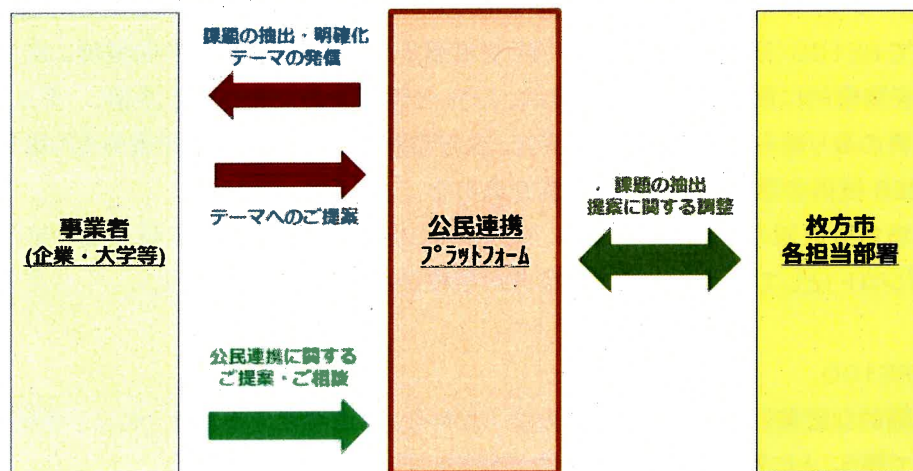 課題の抽出・明確化
テーマの発信
テーマへのご提案
事業者
(企業・大学等)
公民連携に関する
ご提案・ご相談
公民連携
プラットフォーム
課題の抽出
提案に関する調整
枚方市
各担当部署